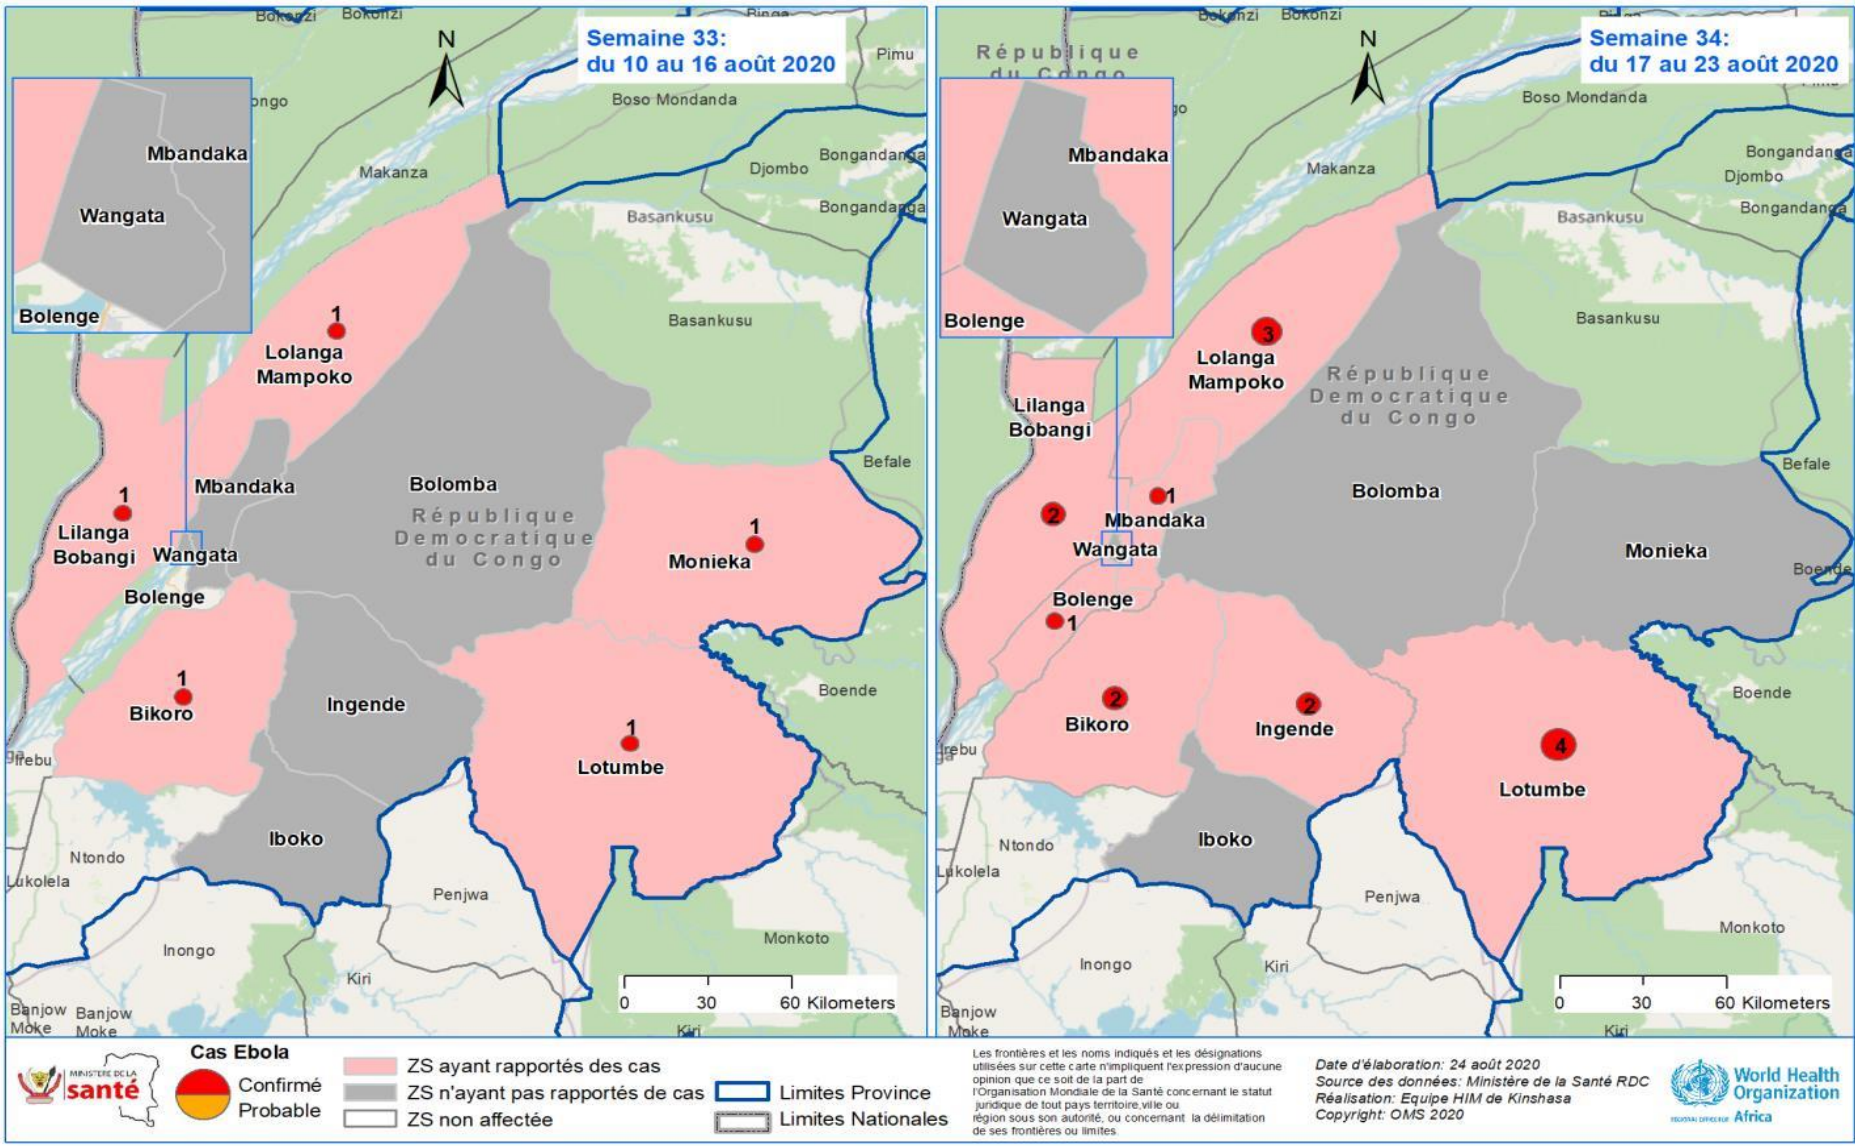 Semaine 33:
du 10 au 16 août 2020
N
Bokonzi
Bokonzi
Pimu
ongo
Boso Mondanda
Makanza
Djombo
Bongandanga
Bongandanga
Basankusu
Basankusu
Mbandaka
Wangata
Bolenge
1
Lolanga
Mampoko
Befale
Mbandaka
Bolomba
République
Democratique
du Congo
1
Lilanga
Bobangi
Wangata
1
Monieka
Bolenge
1
Bikoro
Ingende
Boende
1
Lotumbe
Irebu
Iboko
Ntondo
Lukolela
Penjwa
Inongo
Monkoto
Kiri
Banjow
Moke
Banjow
Moke
0 30 60 Kilometers
Kiri
Semaine 34:
du 17 au 23 août 2020
N
Bokonzi
Bokonzi
République
du Congo
go
Boso Mondanda
Makanza
Bongandanga
Djombo
Bongandanga
Basankusu
Basankusu
Mbandaka
Wangata
Bolenge
3
Lolanga
Mampoko
République
Democratique
du Congo
Lilanga
Bobangi
Befale
Bolomba
1
Mbandaka
2
Wangata
Monieka
Boende
Bolenge
1
2
Bikoro
2
Ingende
Boende
4
Lotumbe
Irebu
Iboko
Ntondo
Lukolela
Penjwa
Monkoto
Inongo
Kiri
Banjow
Moke
0 30 60 Kilometers
Kiri
MINISTERE DE LA
santé
Cas Ebola
Confirmé
Probable
ZS ayant rapportés des cas
ZS n'ayant pas rapportés de cas
ZS non affectée
Limites Province
Limites Nationales
Les frontières et les noms indiqués et les désignations
utilisées sur cette carte n'impliquent l'expression d'aucune
opinion que ce soit de la part de
l'Organisation Mondiale de la Santé concernant le statut
juridique de tout pays territoire,ville ou
région sous son autorité, ou concernant la délimitation
de ses frontières ou limites.
Date d'élaboration: 24 août 2020
Source des données: Ministère de la Santé RDC
Réalisation: Equipe HIM de Kinshasa
Copyright: OMS 2020
World Health
Organization
REGIONAL OFFICE FOR Africa